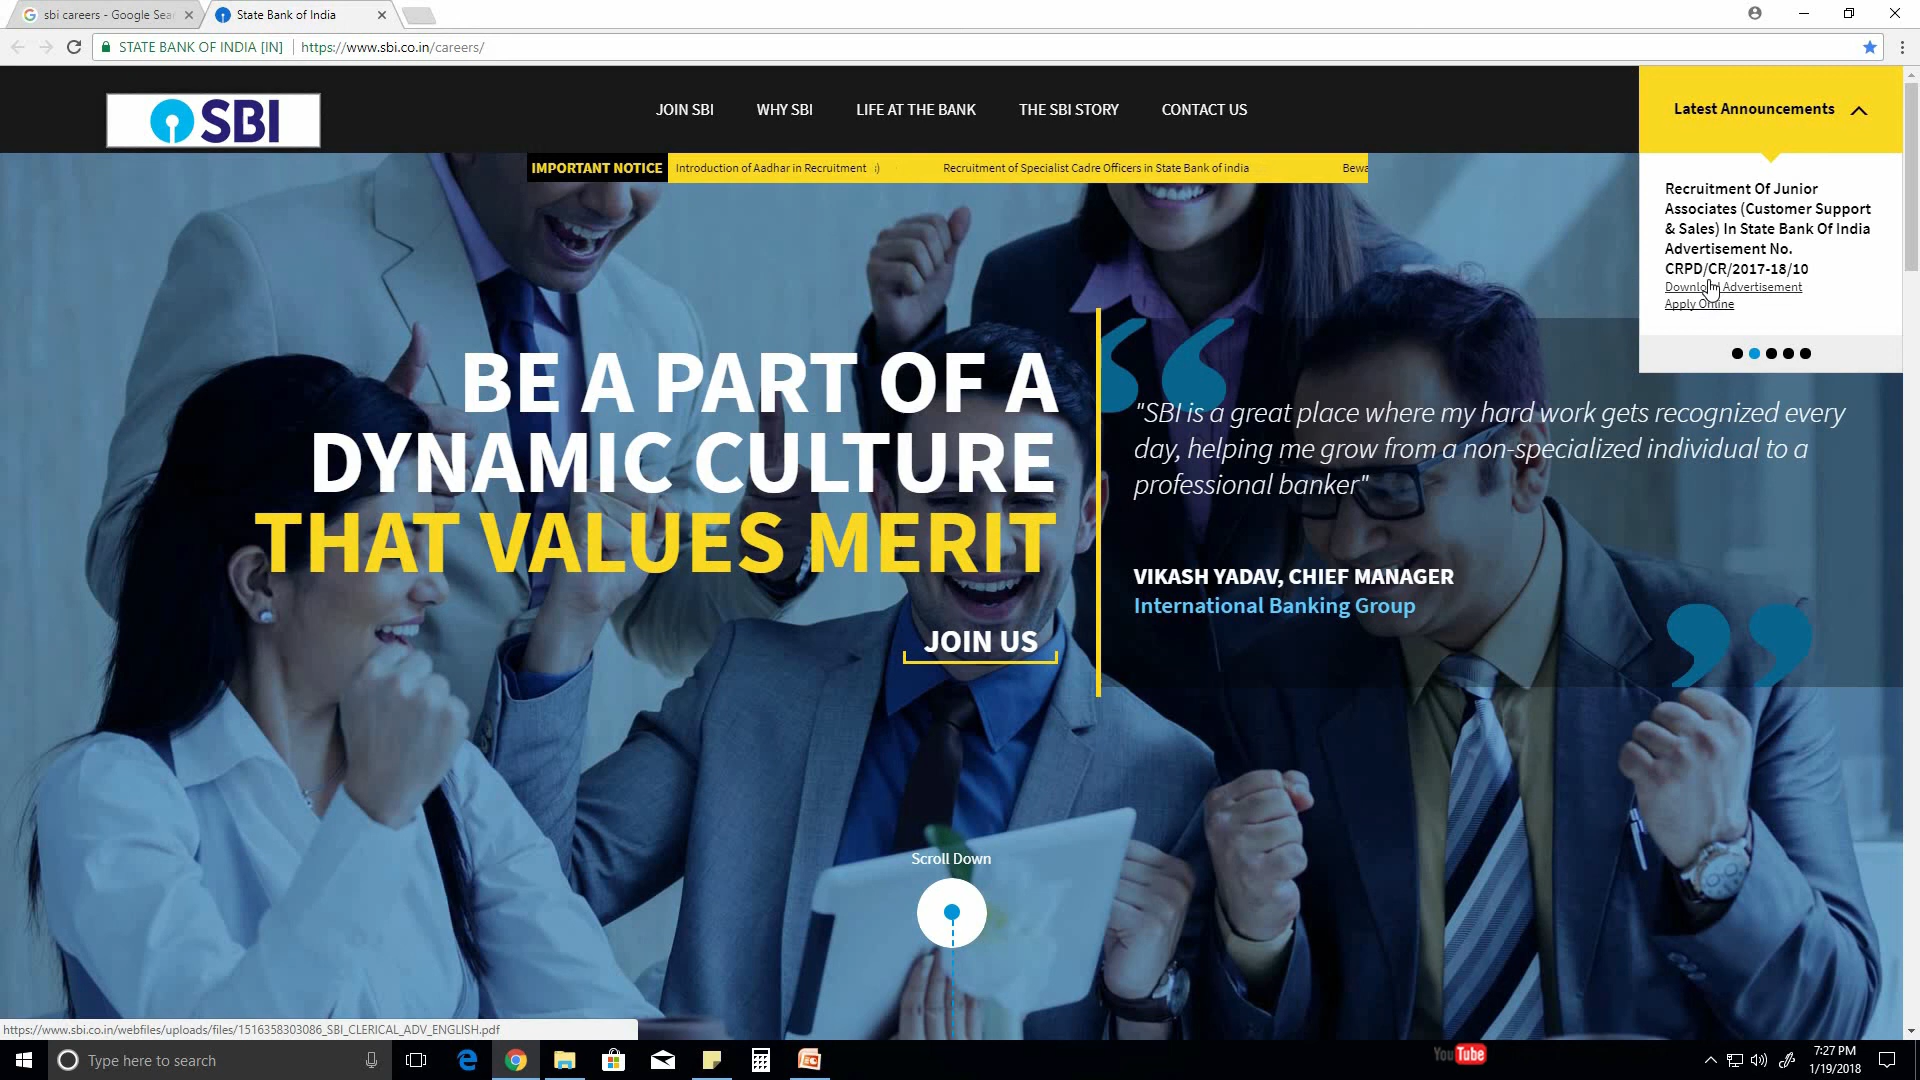 sbi careers - Google Sea
State Bank of India
STATE BANK OF INDIA [IN]
https://www.sbi.co.in/careers/
SBI
JOIN SBI
WHY SBI
LIFE AT THE BANK
THE SBI STORY
CONTACT US
Latest Announcements
IMPORTANT NOTICE
Introduction of Aadhar in Recruitment :)
Recruitment of Specialist Cadre Officers in State Bank of india
Bewa
Recruitment Of Junior
Associates (Customer Support
& Sales) In State Bank Of India
Advertisement No.
CRPD/CR/2017-18/10
Download Advertisement
Apply Online
BE A PART OF A
DYNAMIC CULTURE
THAT VALUES MERIT
JOIN US
"SBI is a great place where my hard work gets recognized every
day, helping me grow from a non-specialized individual to a
professional banker"
VIKASH YADAV, CHIEF MANAGER
International Banking Group
Scroll Down
https://www.sbi.co.in/webfiles/uploads/files/1516358303086_SBI_CLERICAL_ADV_ENGLISH.pdf
Type here to search
YouTube
7:27 PM
1/19/2018